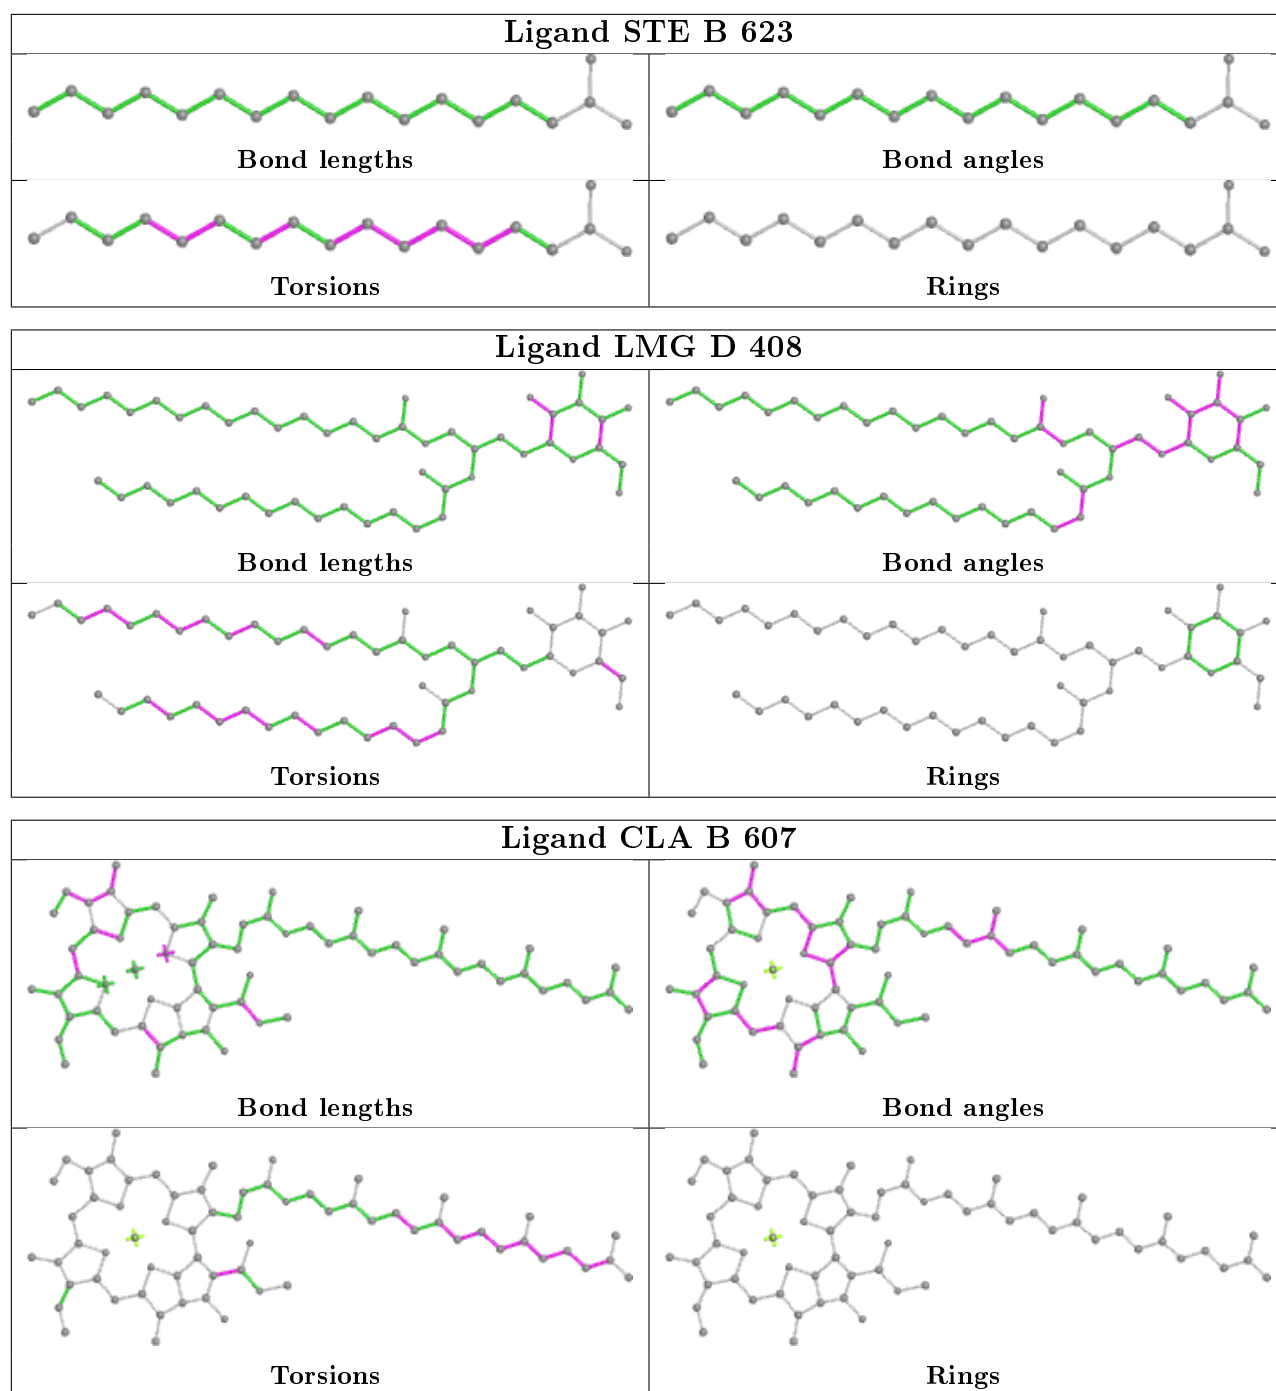 Ligand STE B 623
Bond lengths
Bond angles
Torsions
Rings
Ligand LMG D 408
Bond lengths
Bond angles
Torsions
Rings
Ligand CLA B 607
Bond lengths
Bond angles
Torsions
Rings